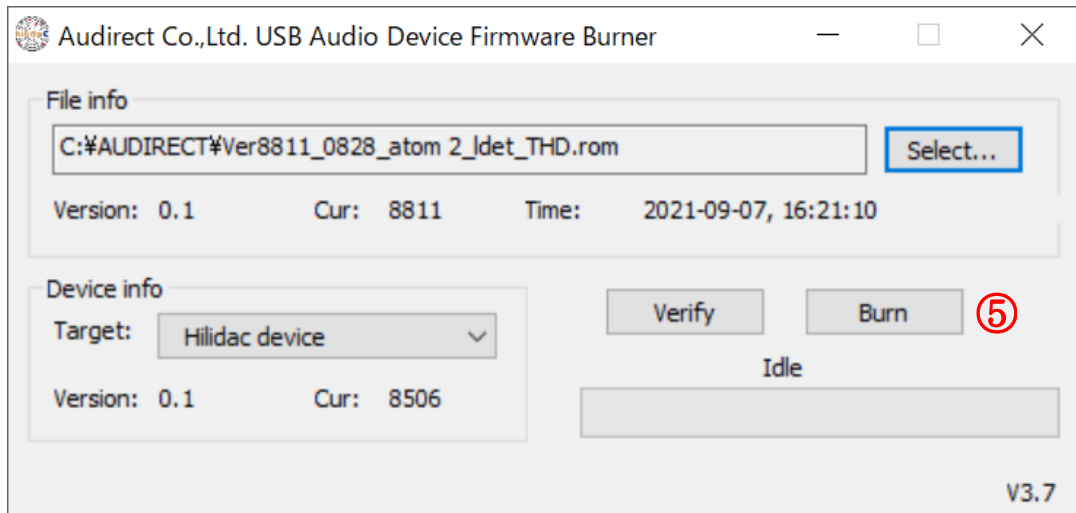 Audirect Co.,Ltd. USB Audio Device Firmware Burner
File info
C:¥AUDIRECT¥Ver8811_0828_atom 2_ldet_THD.rom
Select...
Version: 0.1 Cur: 8811 Time: 2021-09-07, 16:21:10
Device info
Target: Hilidac device
Version: 0.1 Cur: 8506
Verify Burn ⑤
Idle
V3.7